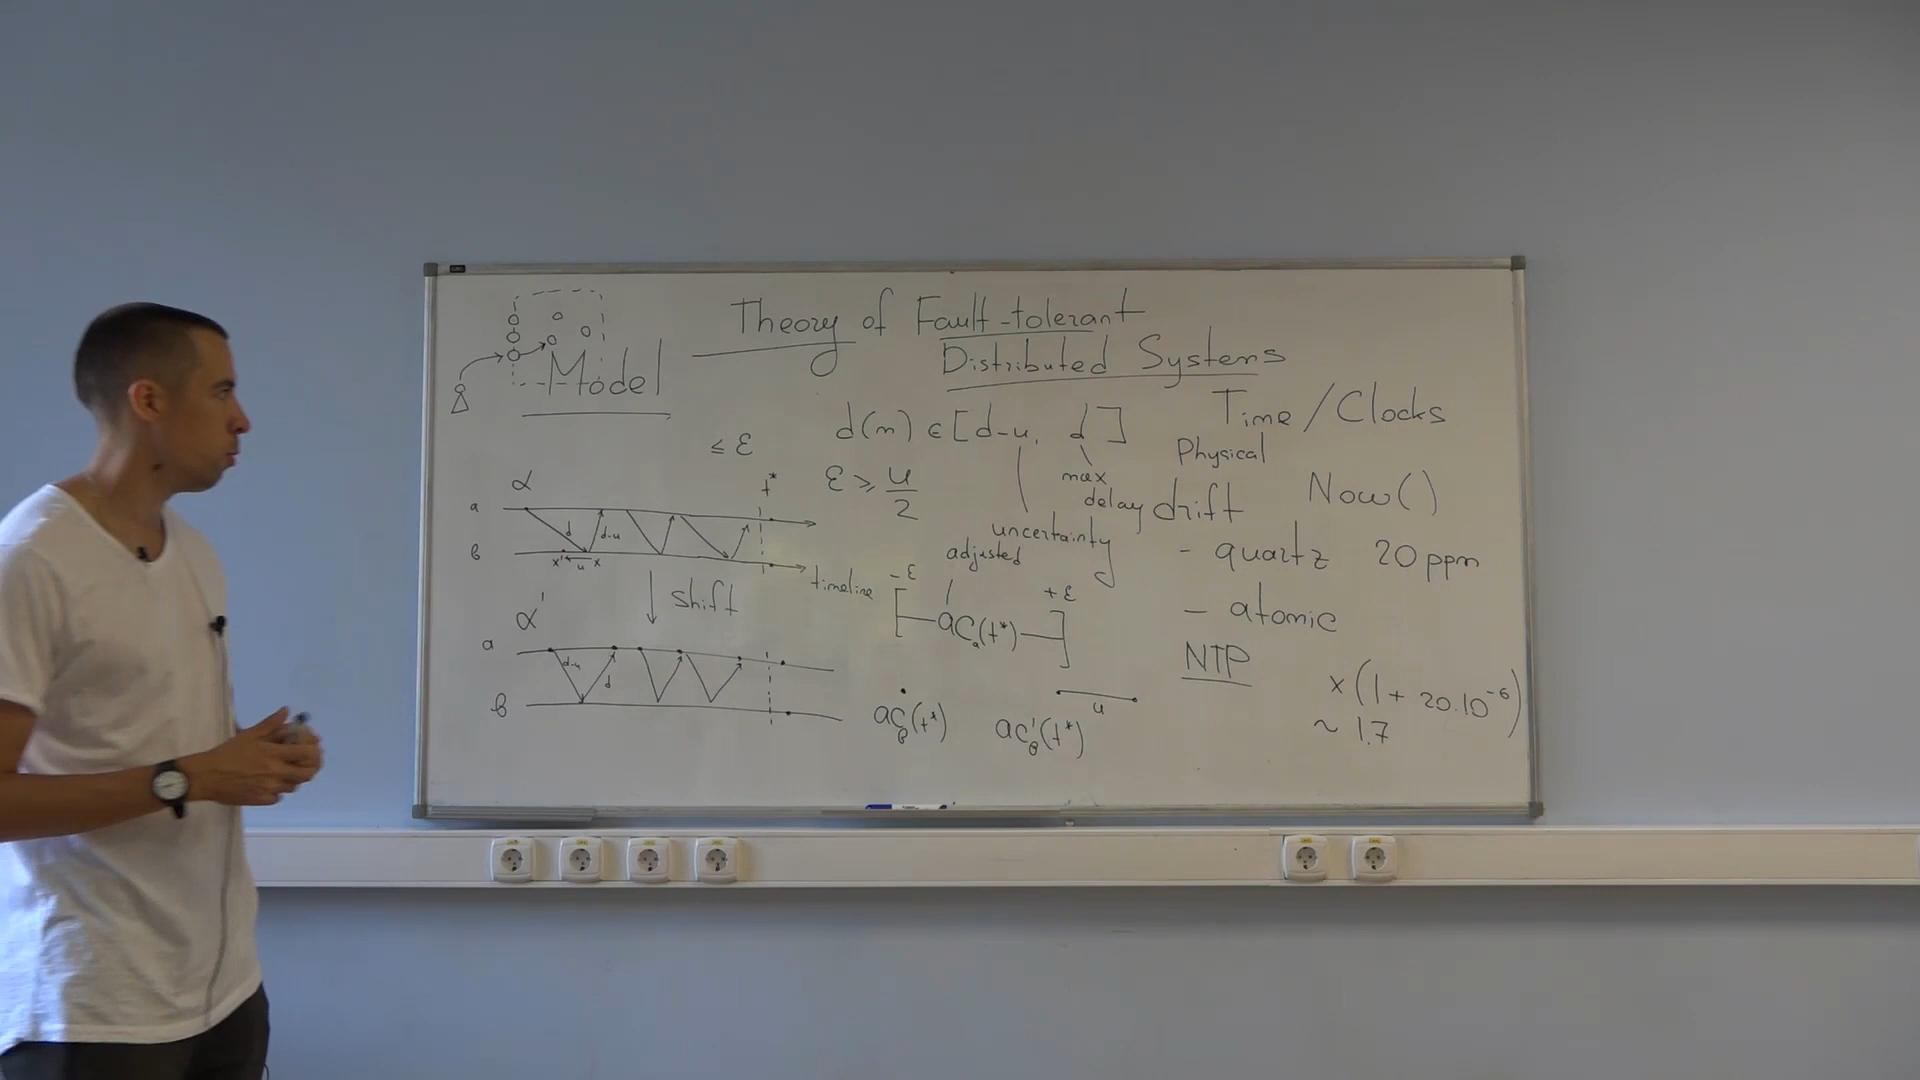 Theory of Fault-tolerant
Distributed Systems
Model
Time / Clocks
d(m) ∈ [d-u, d]
Physical
≤ ε
max
delay
uncertainty
ε ≥ u/2
drift
Now()
- quartz 20 ppm
- atomic
NTP
x(1 + 20·10⁻⁶)
~ 1.7
α
t*
a
d
d-u
b
x' u x
timeline
shift
α'
a
d-u
d
b
adjusted
-ε
+ε
[—ac_a(t*)—]
ac_b(t*)
ac'_b(t*)
u